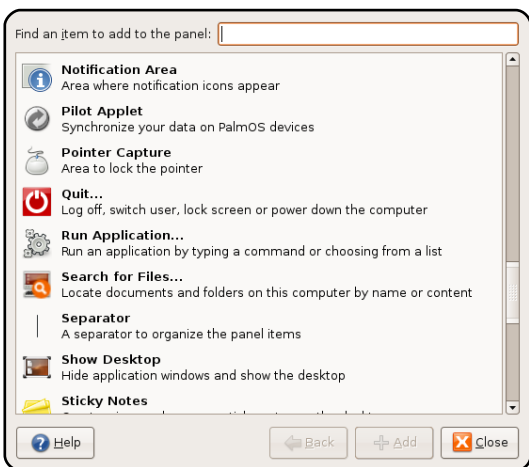 Find an item to add to the panel:
Notification Area
Area where notification icons appear
Pilot Applet
Synchronize your data on PalmOS devices
Pointer Capture
Area to lock the pointer
Quit...
Log off, switch user, lock screen or power down the computer
Run Application...
Run an application by typing a command or choosing from a list
Search for Files...
Locate documents and folders on this computer by name or content
Separator
A separator to organize the panel items
Show Desktop
Hide application windows and show the desktop
Sticky Notes
Help Back Add Close